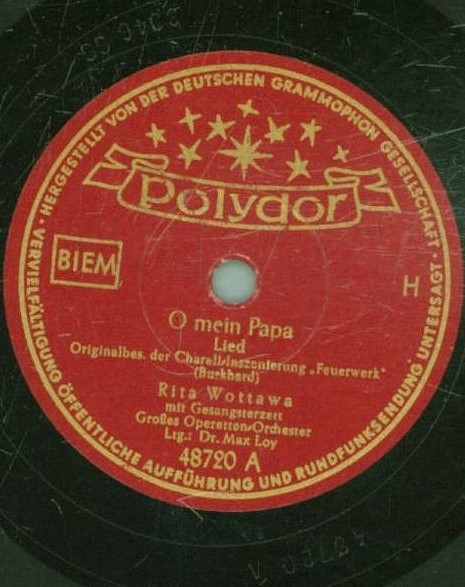 HERGESTELLT VON DER DEUTSCHEN GRAMMOPHON GESELLSCHAFT · VERVIELFÄLTIGUNG ÖFFENTLICHE AUFFÜHRUNG UND RUNDFUNKSENDUNG UNTERSAGT ·
Polydor
BIEM
H
O mein Papa
Lied
Originalbes. der Charell-Inszenierung „Feuerwerk"
(Burkhard)
Rita Wottawa
mit Gesangsterzett
Großes Operetten-Orchester
Ltg.: Dr. Max Loy
48720 A
48720 A